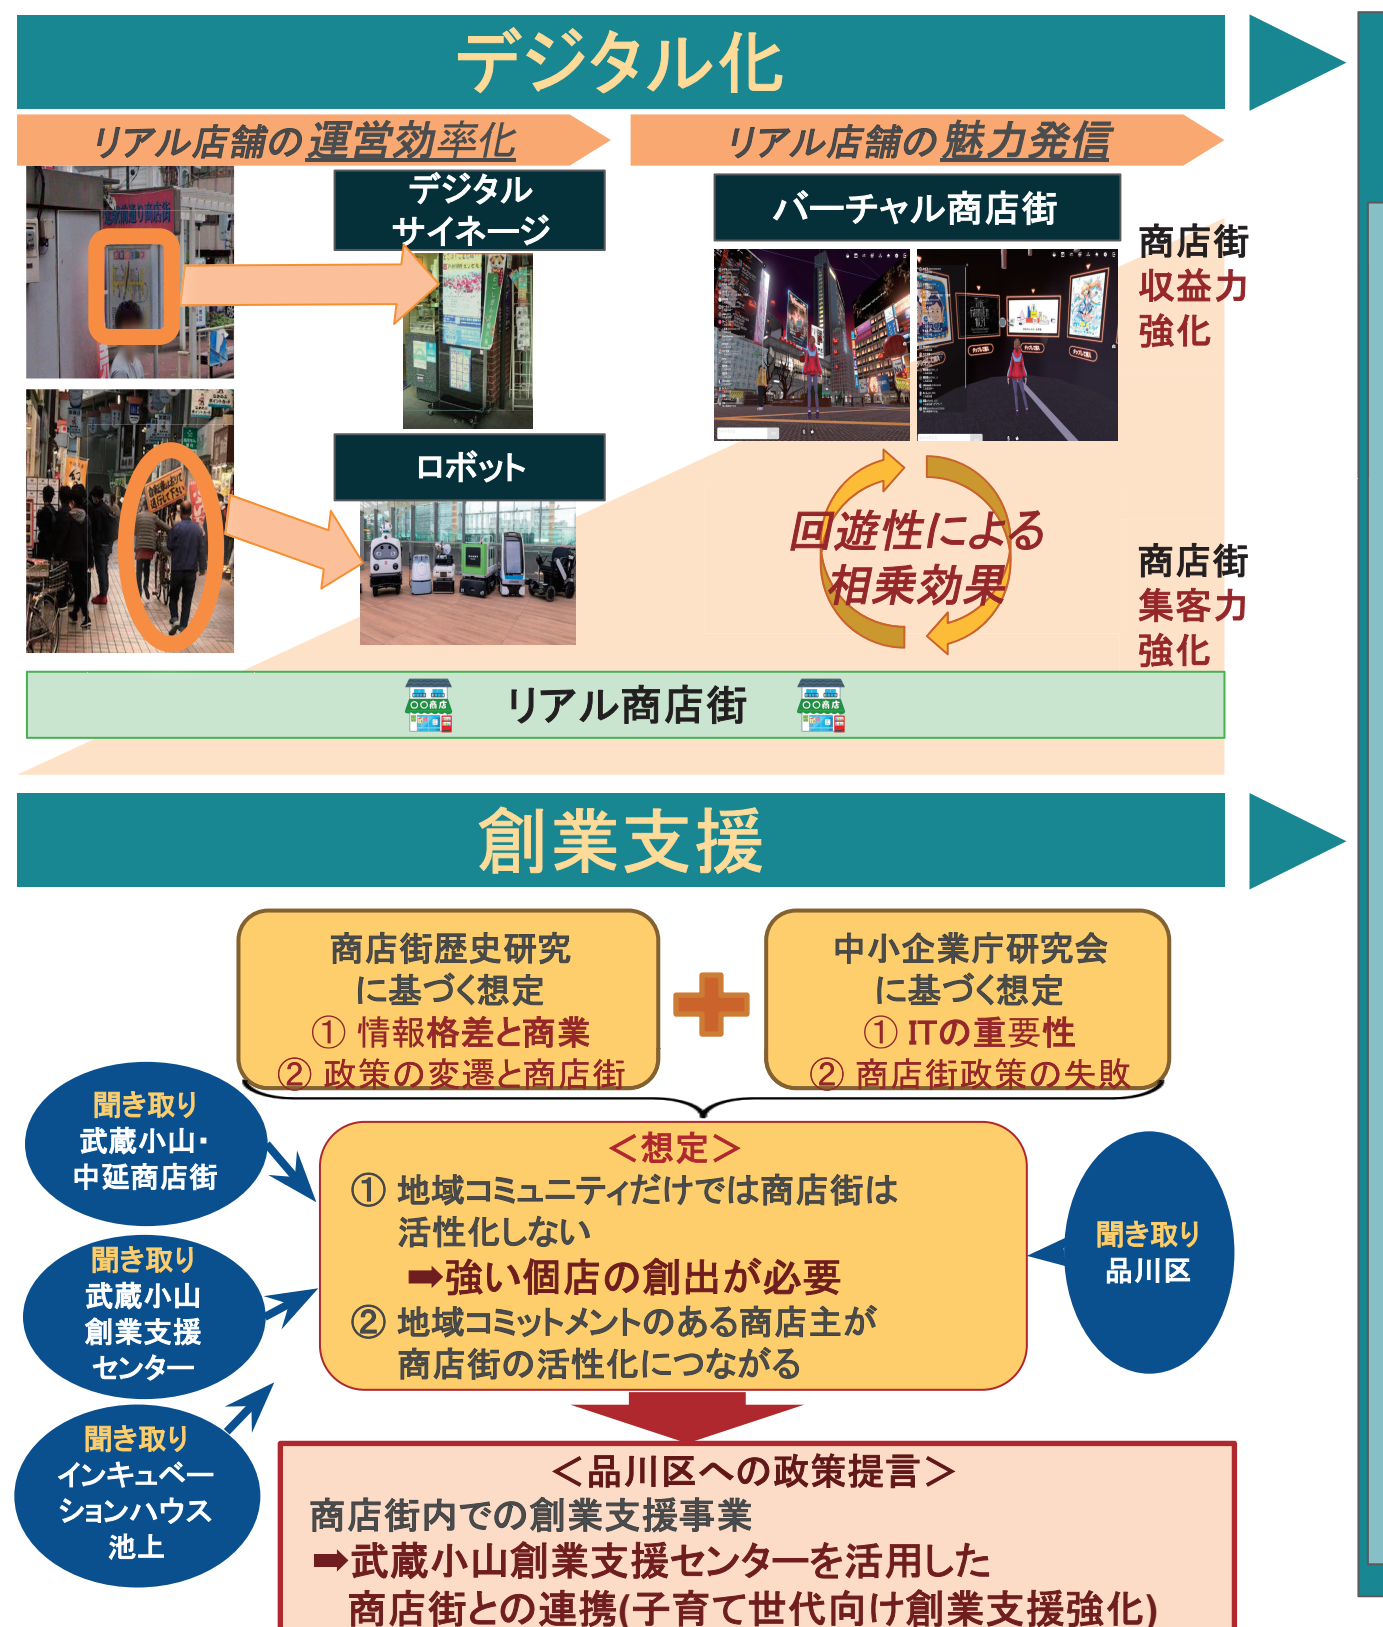 デジタル化
リアル店舗の運営効率化
リアル店舗の魅力発信
デジタル
サイネージ
バーチャル商店街
商店街
収益力
強化
ロボット
回遊性による
相乗効果
商店街
集客力
強化
〇〇商店
リアル商店街
〇〇商店
創業支援
商店街歴史研究
に基づく想定
① 情報格差と商業
② 政策の変遷と商店街
中小企業庁研究会
に基づく想定
① ITの重要性
② 商店街政策の失敗
聞き取り
武蔵小山・
中延商店街
聞き取り
武蔵小山
創業支援
センター
聞き取り
インキュベー
ションハウス
池上
<想定>
① 地域コミュニティだけでは商店街は
活性化しない
➡強い個店の創出が必要
② 地域コミットメントのある商店主が
商店街の活性化につながる
聞き取り
品川区
<品川区への政策提言>
商店街内での創業支援事業
➡武蔵小山創業支援センターを活用した
商店街との連携(子育て世代向け創業支援強化)